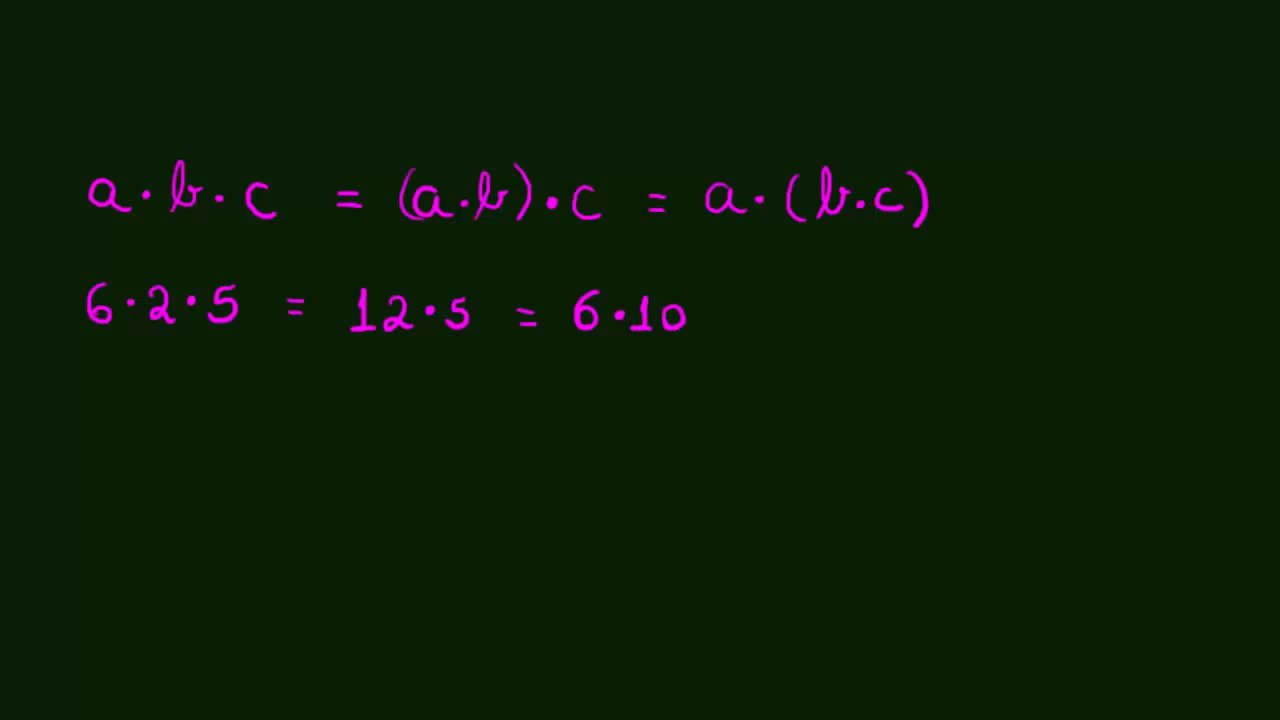 a · b · c = (a · b) · c = a · (b · c)
6 · 2 · 5 = 12 · 5 = 6 · 10